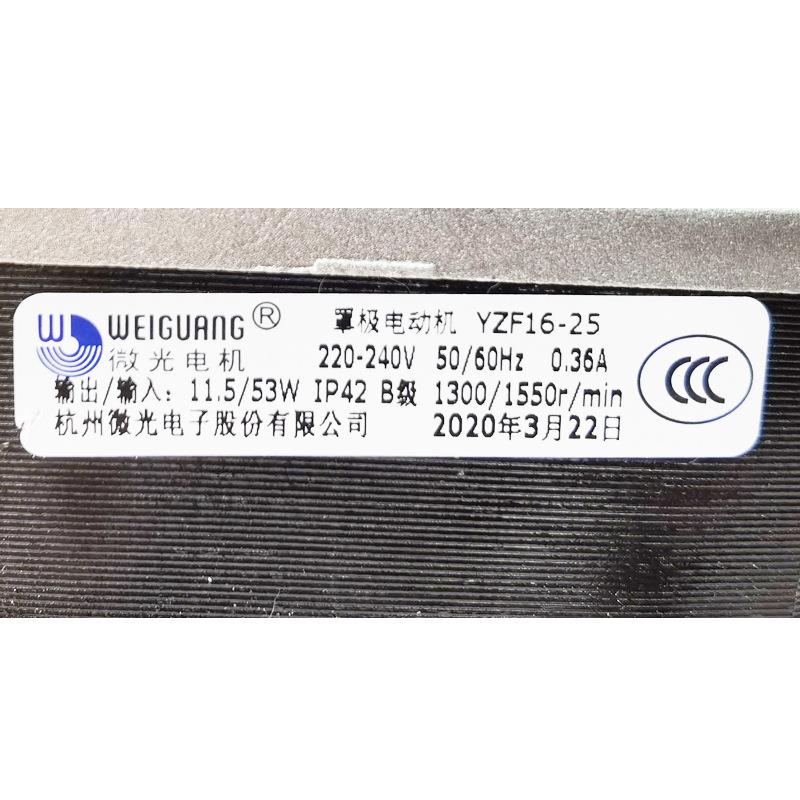 WEIGUANG® 罩极电动机 YZF16-25
微光电机 220-240V 50/60Hz 0.36A
输出/输入: 11.5/53W IP42 B级 1300/1550r/min
杭州微光电子股份有限公司 2020年3月22日
CCC